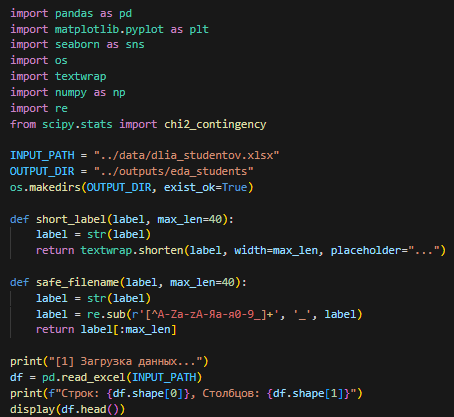 import pandas as pd
import matplotlib.pyplot as plt
import seaborn as sns
import os
import textwrap
import numpy as np
import re
from scipy.stats import chi2_contingency

INPUT_PATH = "../data/dlia_studentov.xlsx"
OUTPUT_DIR = "../outputs/eda_students"
os.makedirs(OUTPUT_DIR, exist_ok=True)

def short_label(label, max_len=40):
    label = str(label)
    return textwrap.shorten(label, width=max_len, placeholder="...")

def safe_filename(label, max_len=40):
    label = str(label)
    label = re.sub(r'[^A-Za-zA-Яа-я0-9_]+', '_', label)
    return label[:max_len]

print("[1] Загрузка данных...")
df = pd.read_excel(INPUT_PATH)
print(f"Строк: {df.shape[0]}, Столбцов: {df.shape[1]}")
display(df.head())